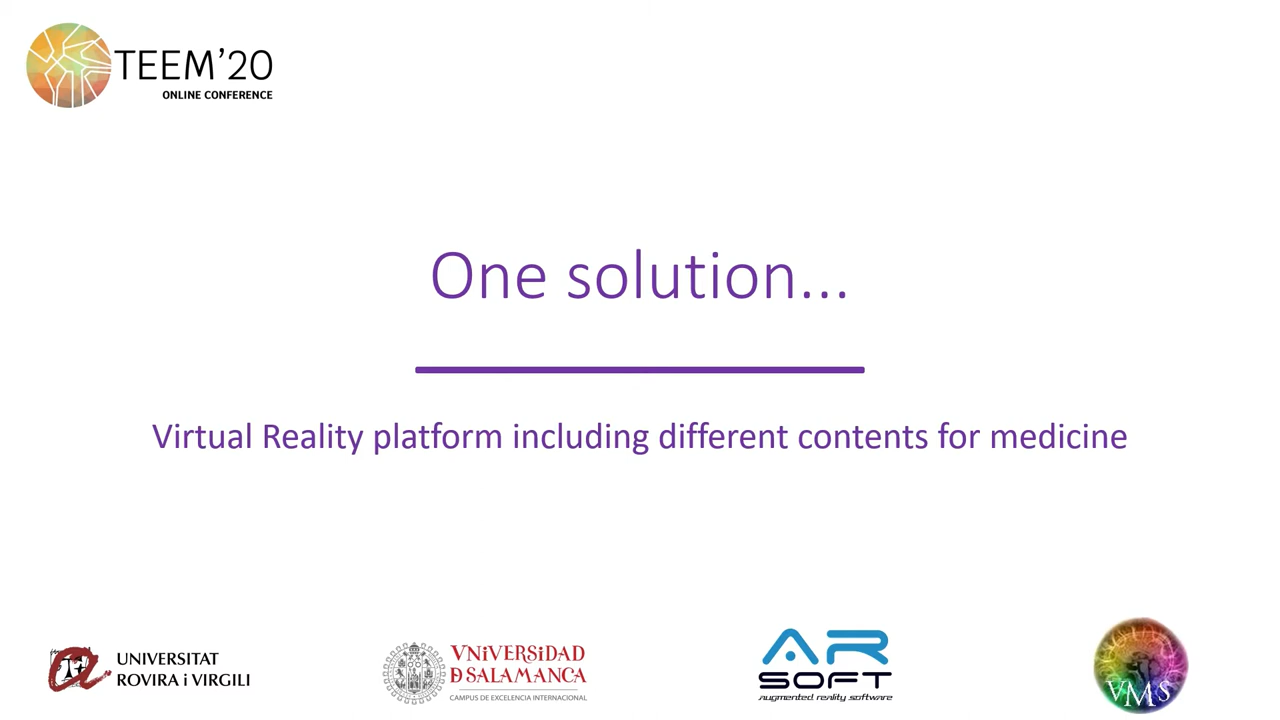 TEEM'20
ONLINE CONFERENCE
One solution...
Virtual Reality platform including different contents for medicine
UNIVERSITAT
ROVIRA i VIRGILI
VNiVERSiDAD
D SALAMANCA
CAMPUS DE EXCELENCIA INTERNACIONAL
AR
SOFT
augmented reality software
VMS